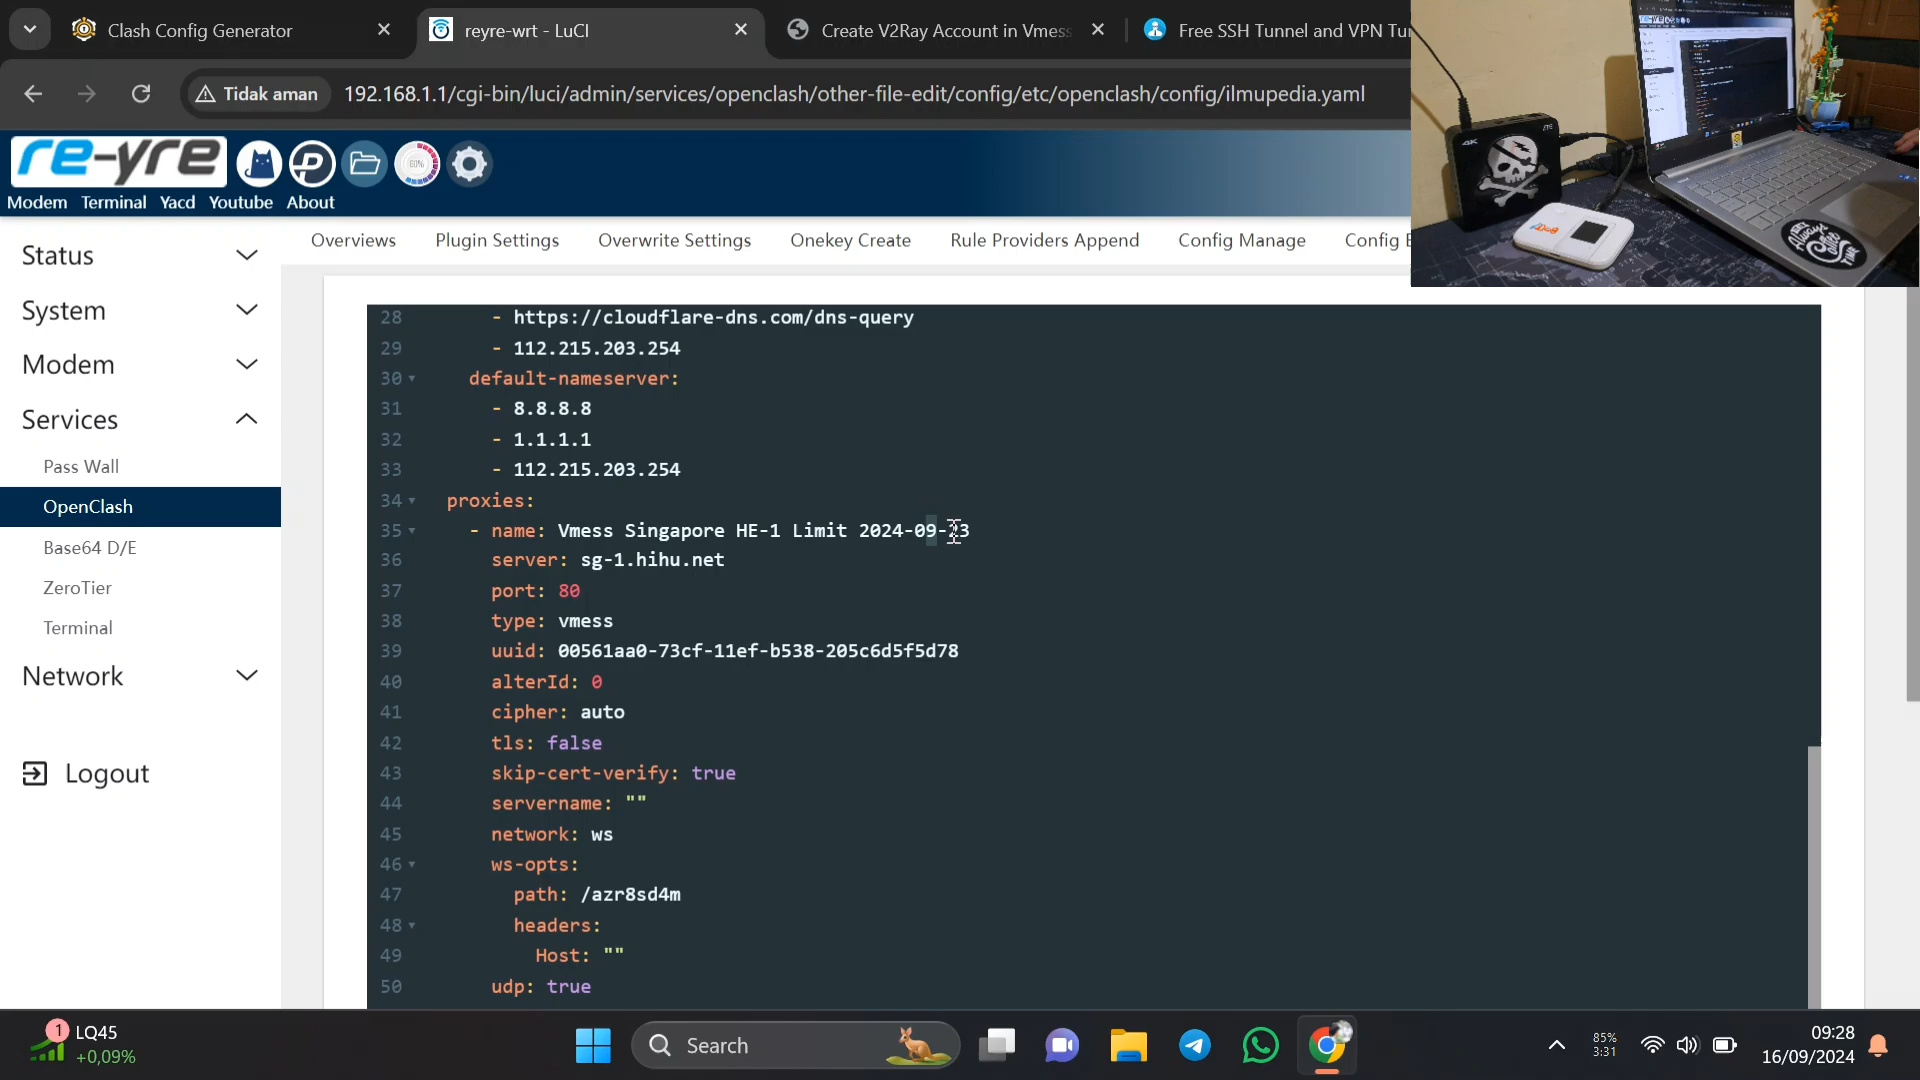 Clash Config Generator
reyre-wrt - LuCI
Create V2Ray Account in Vmess
Free SSH Tunnel and VPN Tu
Tidak aman
192.168.1.1/cgi-bin/luci/admin/services/openclash/other-file-edit/config/etc/openclash/config/ilmupedia.yaml
re-yre
60%
Modem Terminal Yacd Youtube About
Status
System
Modem
Services
Pass Wall
OpenClash
Base64 D/E
ZeroTier
Terminal
Network
Logout
Overviews Plugin Settings Overwrite Settings Onekey Create Rule Providers Append Config Manage Config
28 - https://cloudflare-dns.com/dns-query
29 - 112.215.203.254
30 default-nameserver:
31 - 8.8.8.8
32 - 1.1.1.1
33 - 112.215.203.254
34 proxies:
35 - name: Vmess Singapore HE-1 Limit 2024-09-23
36 server: sg-1.hihu.net
37 port: 80
38 type: vmess
39 uuid: 00561aa0-73cf-11ef-b538-205c6d5f5d78
40 alterId: 0
41 cipher: auto
42 tls: false
43 skip-cert-verify: true
44 servername: ""
45 network: ws
46 ws-opts:
47 path: /azr8sd4m
48 headers:
49 Host: ""
50 udp: true
4K
ZTE
Always
Coffee
TIME
1
LQ45
+0,09%
Search
85%
3:31
09:28
16/09/2024